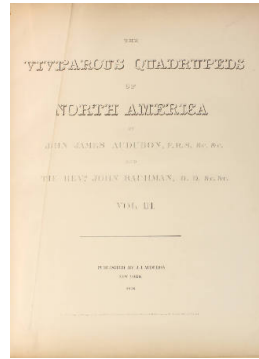 THE
VIVIPAROUS QUADRUPEDS
OF
NORTH AMERICA
BY
JOHN JAMES AUDUBON, F.R.S. &c. &c.
AND
THE REVD. JOHN BACHMAN, D. D. &c. &c.
VOL. III
PUBLISHED BY J. J. AUDUBON
NEW YORK